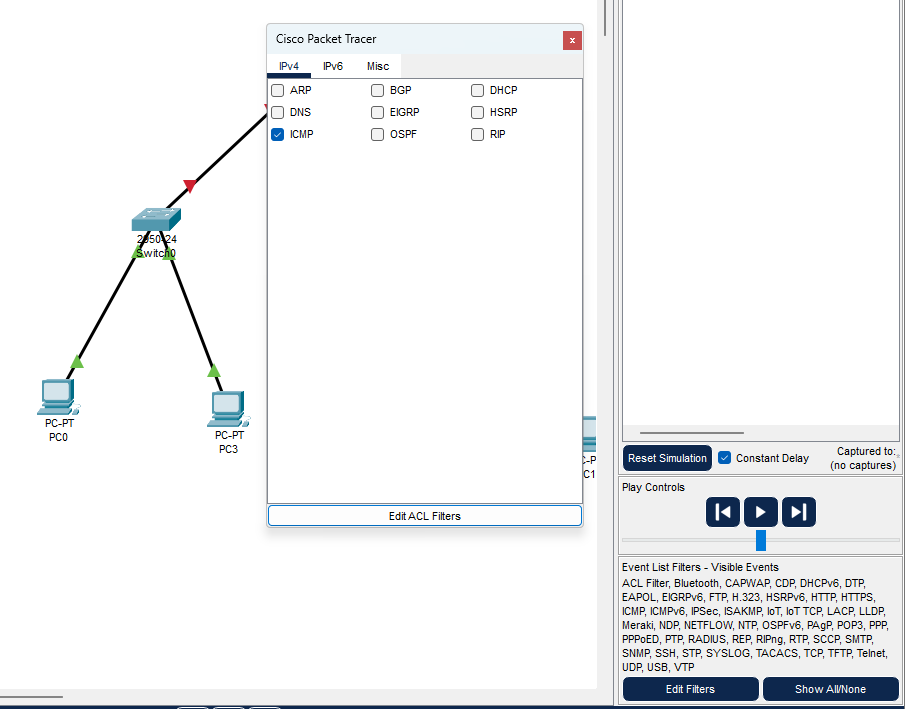 Cisco Packet Tracer
x
IPv4 IPv6 Misc
ARP BGP DHCP
DNS EIGRP HSRP
ICMP OSPF RIP
Edit ACL Filters
2950-24
Switch0
PC-PT
PC0
PC-PT
PC3
C-P
C1
Reset Simulation Constant Delay
Captured to:
(no captures)
Play Controls
Event List Filters - Visible Events
ACL Filter, Bluetooth, CAPWAP, CDP, DHCPv6, DTP,
EAPOL, EIGRPv6, FTP, H.323, HSRPv6, HTTP, HTTPS,
ICMP, ICMPv6, IPSec, ISAKMP, IoT, IoT TCP, LACP, LLDP,
Meraki, NDP, NETFLOW, NTP, OSPFv6, PAgP, POP3, PPP,
PPPoED, PTP, RADIUS, REP, RIPng, RTP, SCCP, SMTP,
SNMP, SSH, STP, SYSLOG, TACACS, TCP, TFTP, Telnet,
UDP, USB, VTP
Edit Filters Show All/None